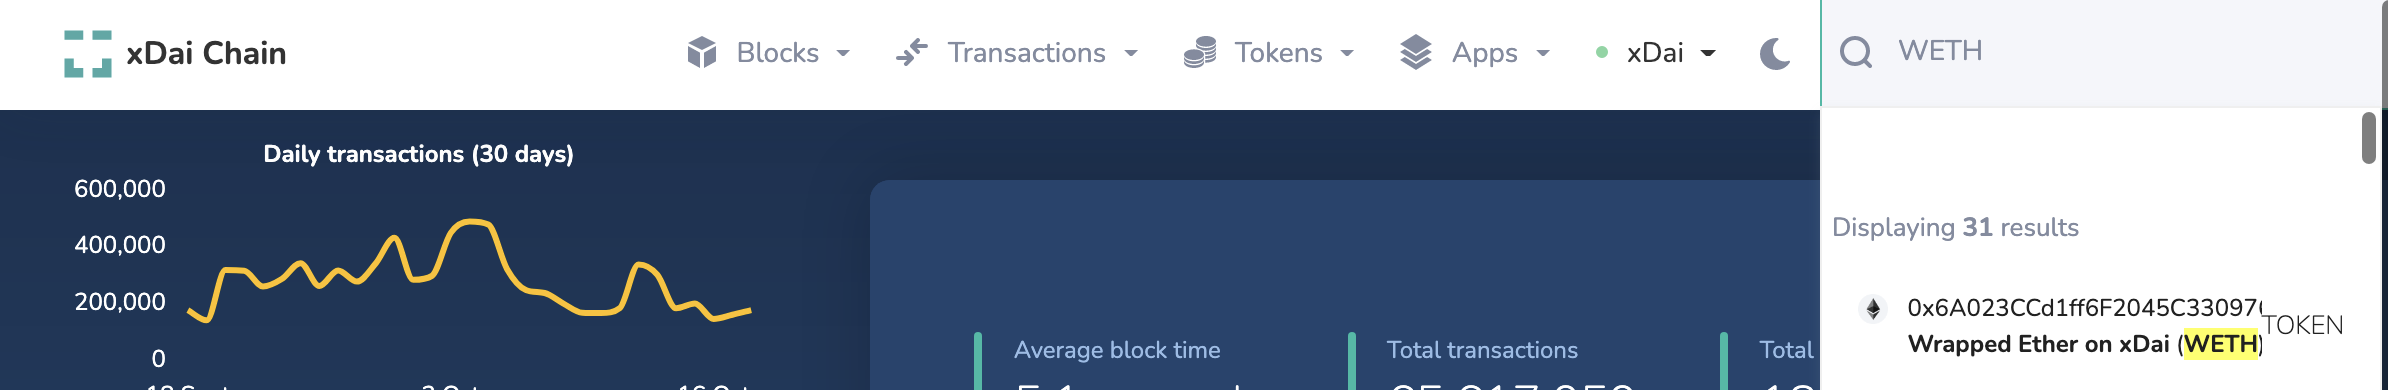 xDai Chain
Blocks
Transactions
Tokens
Apps
xDai
WETH
Daily transactions (30 days)
600,000
400,000
200,000
0
Displaying 31 results
0x6A023CCd1ff6F2045C33097
TOKEN
Wrapped Ether on xDai (WETH)
Average block time
Total transactions
Total